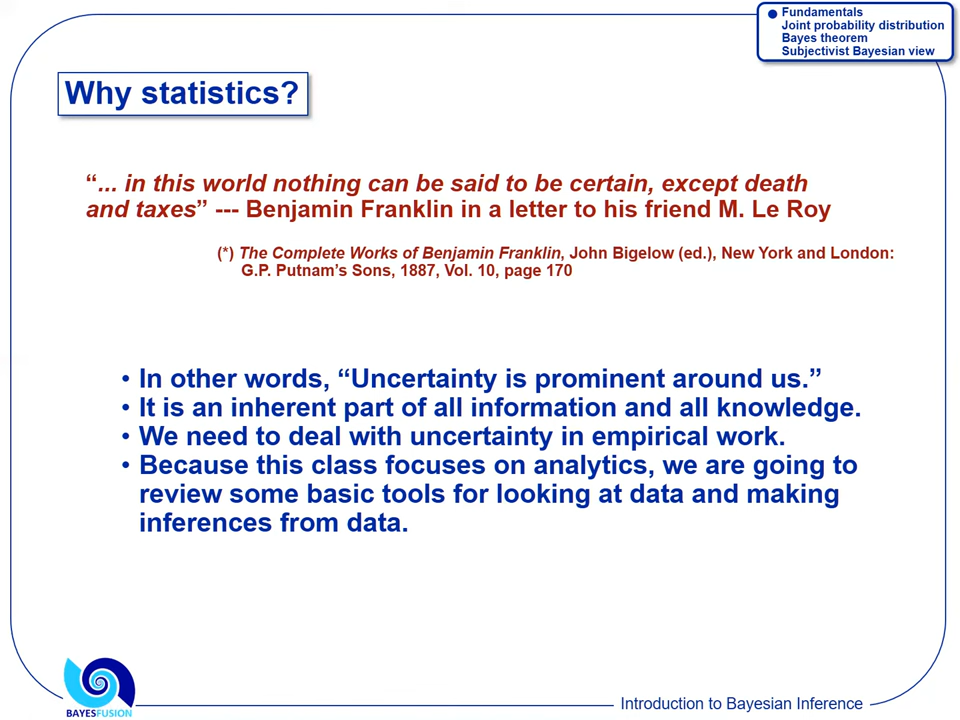 Fundamentals
Joint probability distribution
Bayes theorem
Subjectivist Bayesian view
Why statistics?
“... in this world nothing can be said to be certain, except death
and taxes” --- Benjamin Franklin in a letter to his friend M. Le Roy
(*) The Complete Works of Benjamin Franklin, John Bigelow (ed.), New York and London:
G.P. Putnam’s Sons, 1887, Vol. 10, page 170
• In other words, “Uncertainty is prominent around us.”
• It is an inherent part of all information and all knowledge.
• We need to deal with uncertainty in empirical work.
• Because this class focuses on analytics, we are going to
review some basic tools for looking at data and making
inferences from data.
BAYESFUSION
Introduction to Bayesian Inference